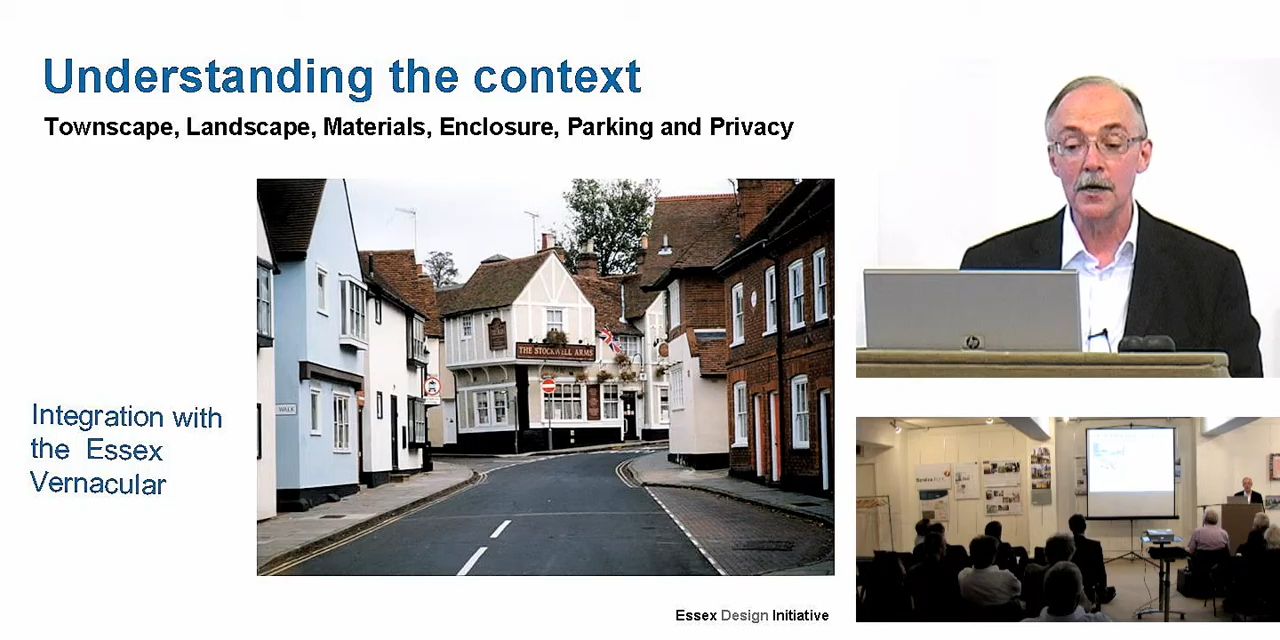 Understanding the context
Townscape, Landscape, Materials, Enclosure, Parking and Privacy
THE STOCKWELL ARMS
WALK
Integration with
the Essex
Vernacular
hp
Essex Design Initiative